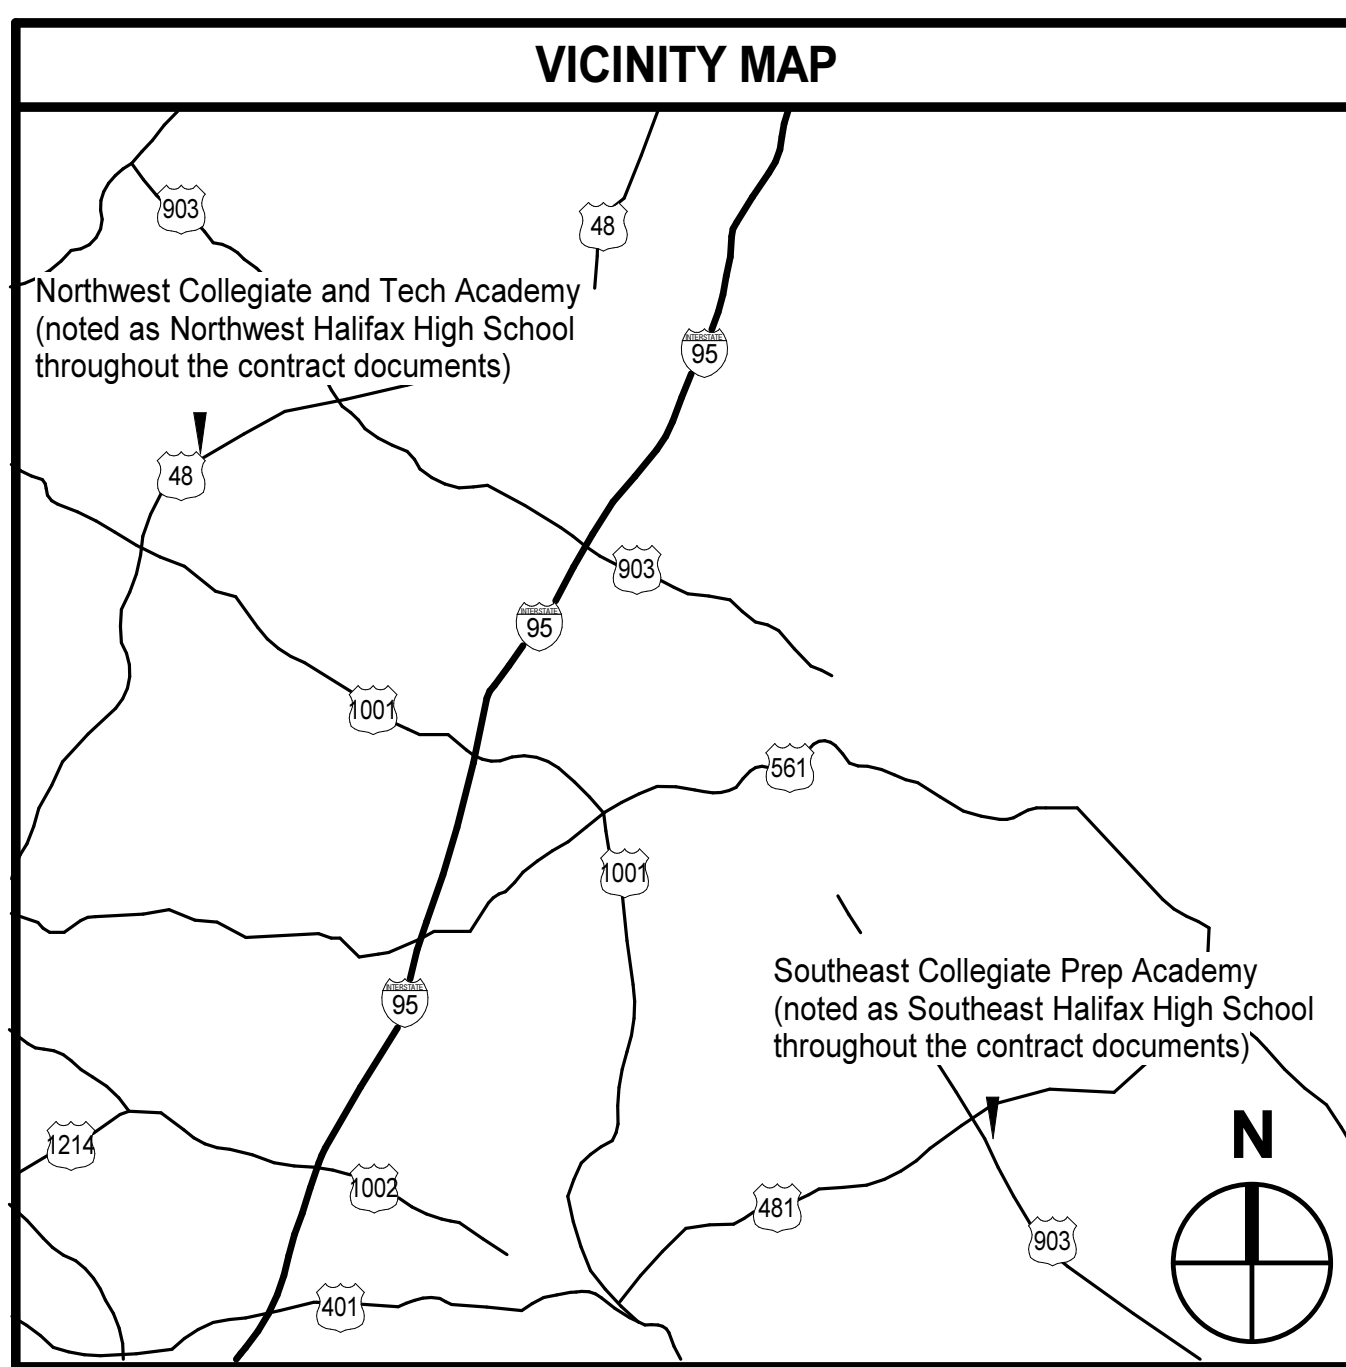 VICINITY MAP
903
48
Northwest Collegiate and Tech Academy
(noted as Northwest Halifax High School
throughout the contract documents)
INTERSTATE
95
48
903
INTERSTATE
95
1001
561
1001
Southeast Collegiate Prep Academy
(noted as Southeast Halifax High School
throughout the contract documents)
INTERSTATE
95
N
1214
1002
481
903
401